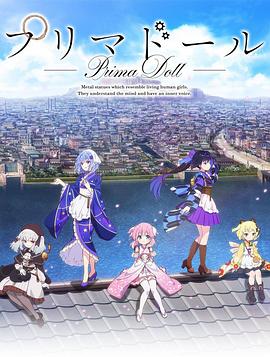 プリマドール
Prima Doll
Metal statues which resemble living human girls.
They understand the mind and have an inner voice.